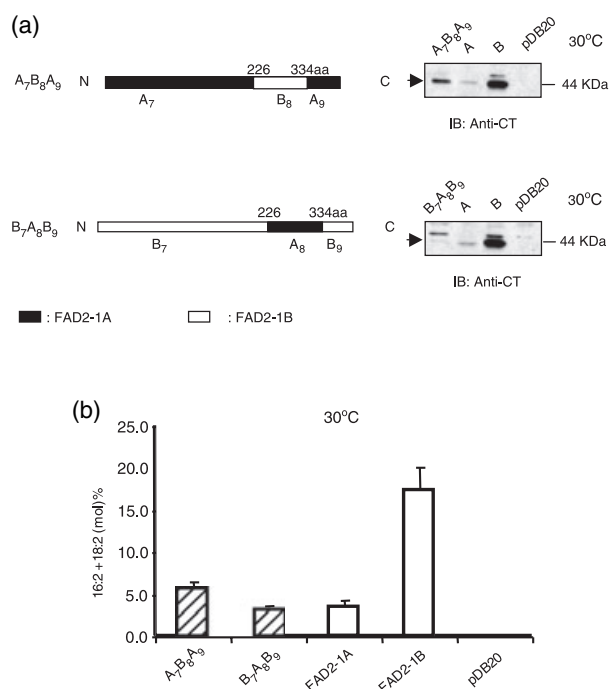 (a)
A7B8A9 A B pDB20 30°C
226 334aa
A7B8A9 N C
A7 B8 A9
44 KDa
IB: Anti-CT
B7A8B9 A B pDB20 30°C
226 334aa
B7A8B9 N C
B7 A8 B9
44 KDa
IB: Anti-CT
: FAD2-1A : FAD2-1B
(b)
30°C
16:2 + 18:2 (mol) %
25.0
20.0
15.0
10.0
5.0
0.0
A7B8A9 B7A8B9 FAD2-1A FAD2-1B pDB20